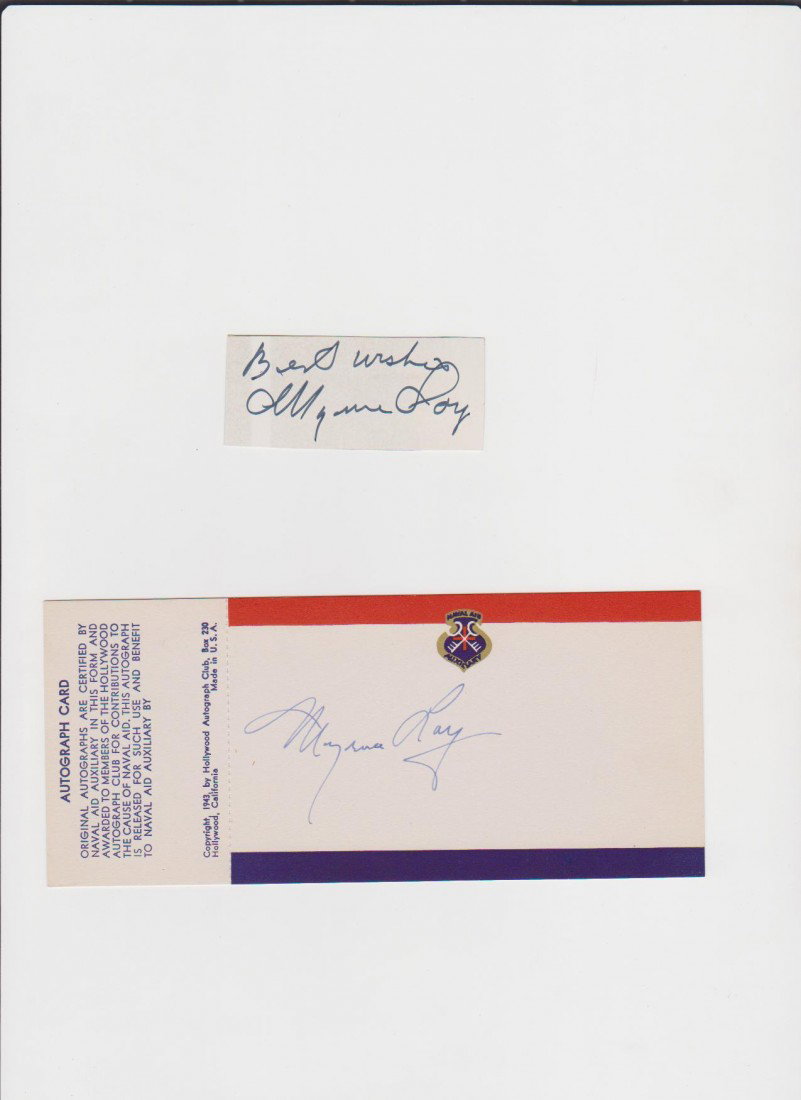 Best wishes
Myrna Loy
AUTOGRAPH CARD
ORIGINAL AUTOGRAPHS ARE CERTIFIED BY
NAVAL AID AUXILIARY IN THIS FORM AND
AWARDED TO MEMBERS OF THE HOLLYWOOD
AUTOGRAPH CLUB FOR CONTRIBUTIONS TO
THE CAUSE OF NAVAL AID. THIS AUTOGRAPH
IS RELEASED FOR SUCH USE AND BENEFIT
TO NAVAL AID AUXILIARY BY
Copyright, 1943, by Hollywood Autograph Club, Box 230
Hollywood, California Made in U. S. A.
NAVAL AID
AUXILIARY
Myrna Loy